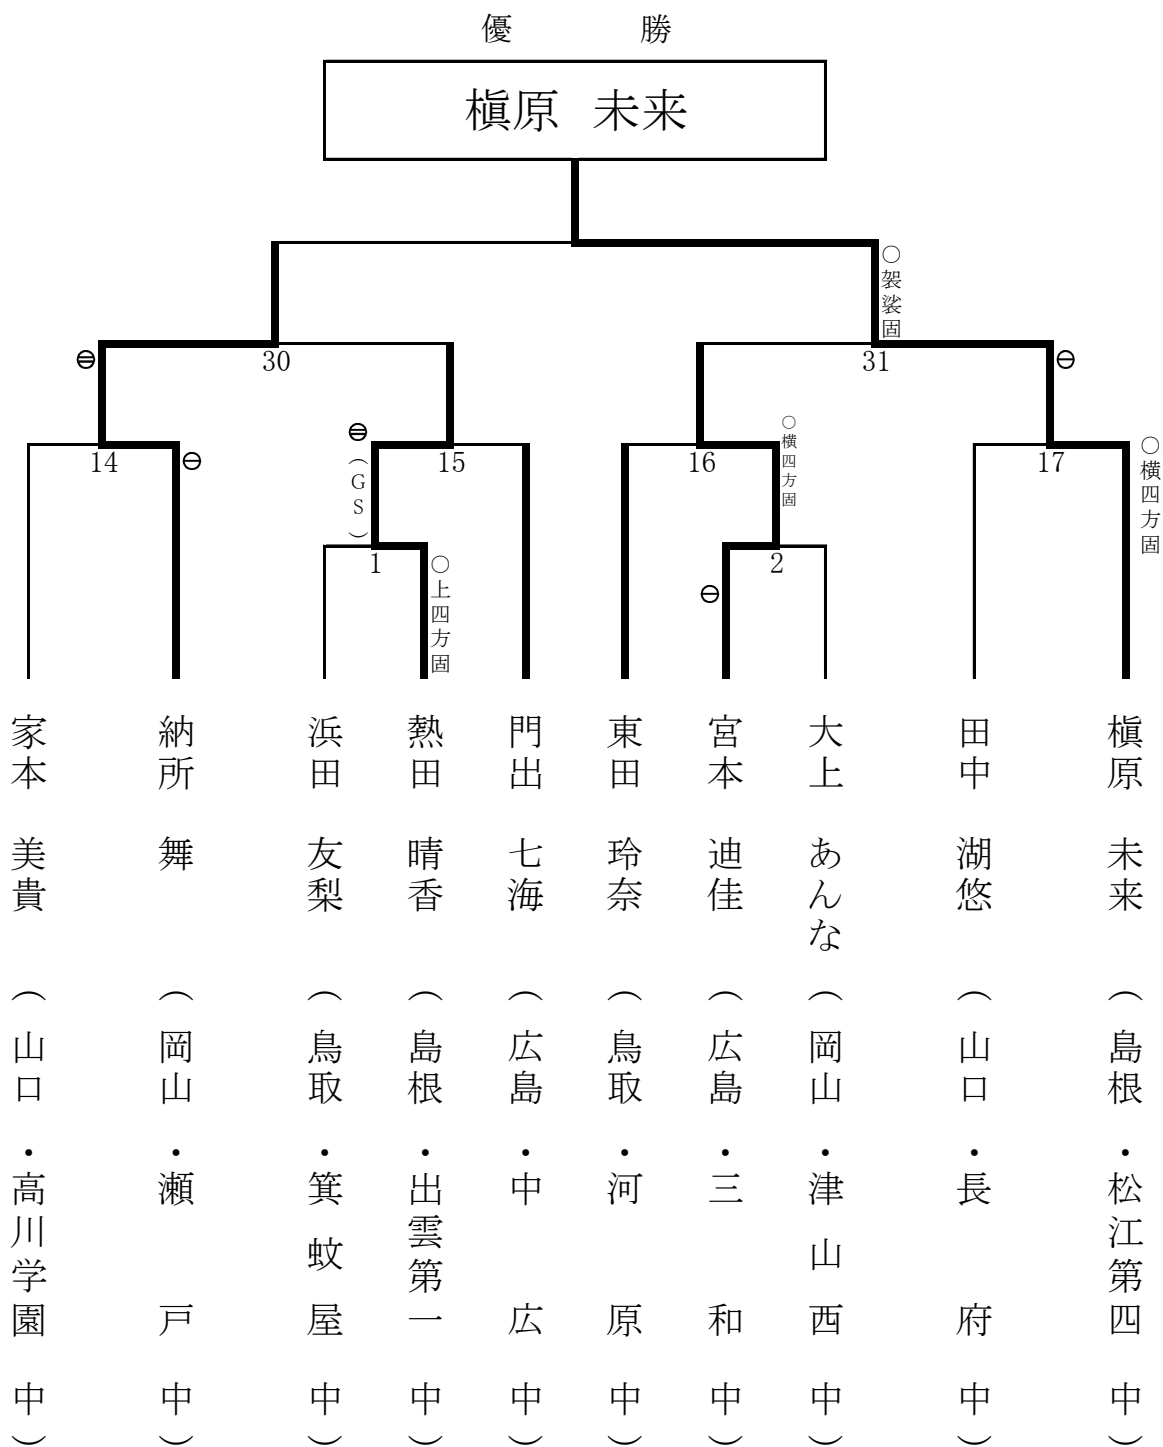 優　勝
槇原　未来
○袈裟固
30
31
○横四方固
14
15
16
17
○横四方固
（GS）
1
2
○上四方固
家本　美貴　（山口・高川学園　中）
納所　舞　（岡山・瀬　戸　中）
浜田　友梨　（鳥取・箕蚊屋　中）
熱田　晴香　（島根・出雲第一　中）
門出　七海　（広島・中　広　中）
東田　玲奈　（鳥取・河　原　中）
宮本　迪佳　（広島・三　和　中）
大上　あんな　（岡山・津山西　中）
田中　湖悠　（山口・長　府　中）
槇原　未来　（島根・松江第四　中）